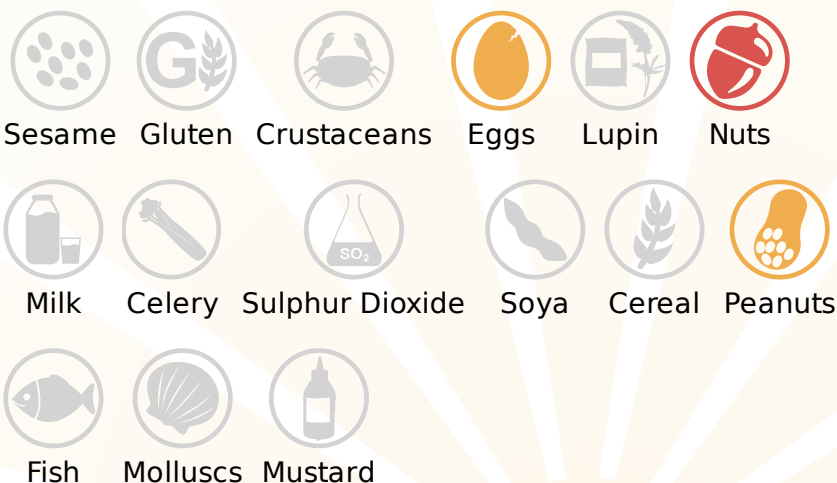 G
Sesame Gluten Crustaceans Eggs Lupin Nuts
SO₂
Milk Celery Sulphur Dioxide Soya Cereal Peanuts
Fish Molluscs Mustard